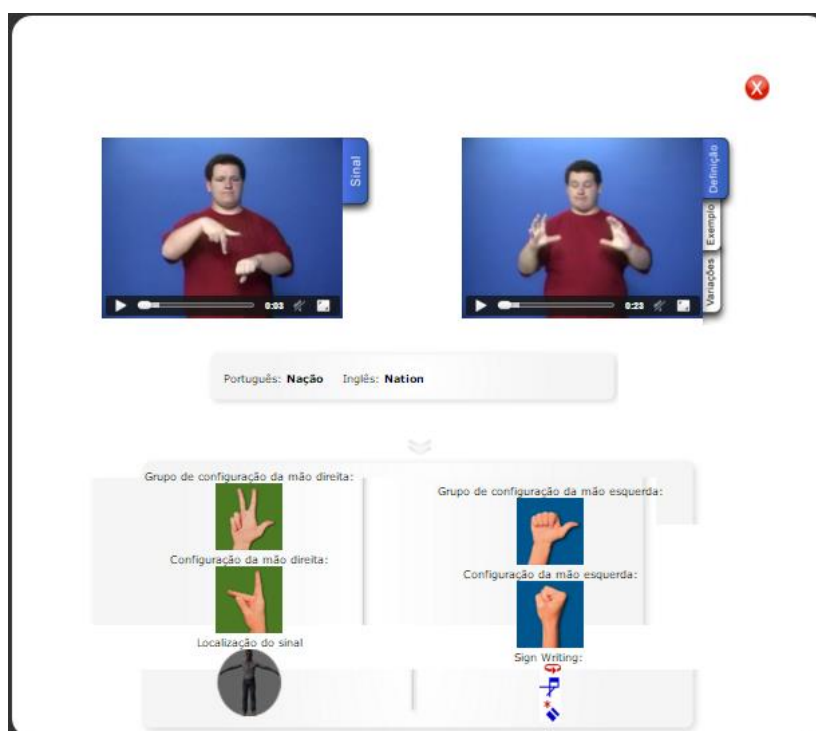 X
Sinal
Definição
Exemplo
Variações
0:03
0:23
Português: Nação Inglês: Nation
Grupo de configuração da mão direita:
Grupo de configuração da mão esquerda:
Configuração da mão direita:
Configuração da mão esquerda:
Localização do sinal
Sign Writing: